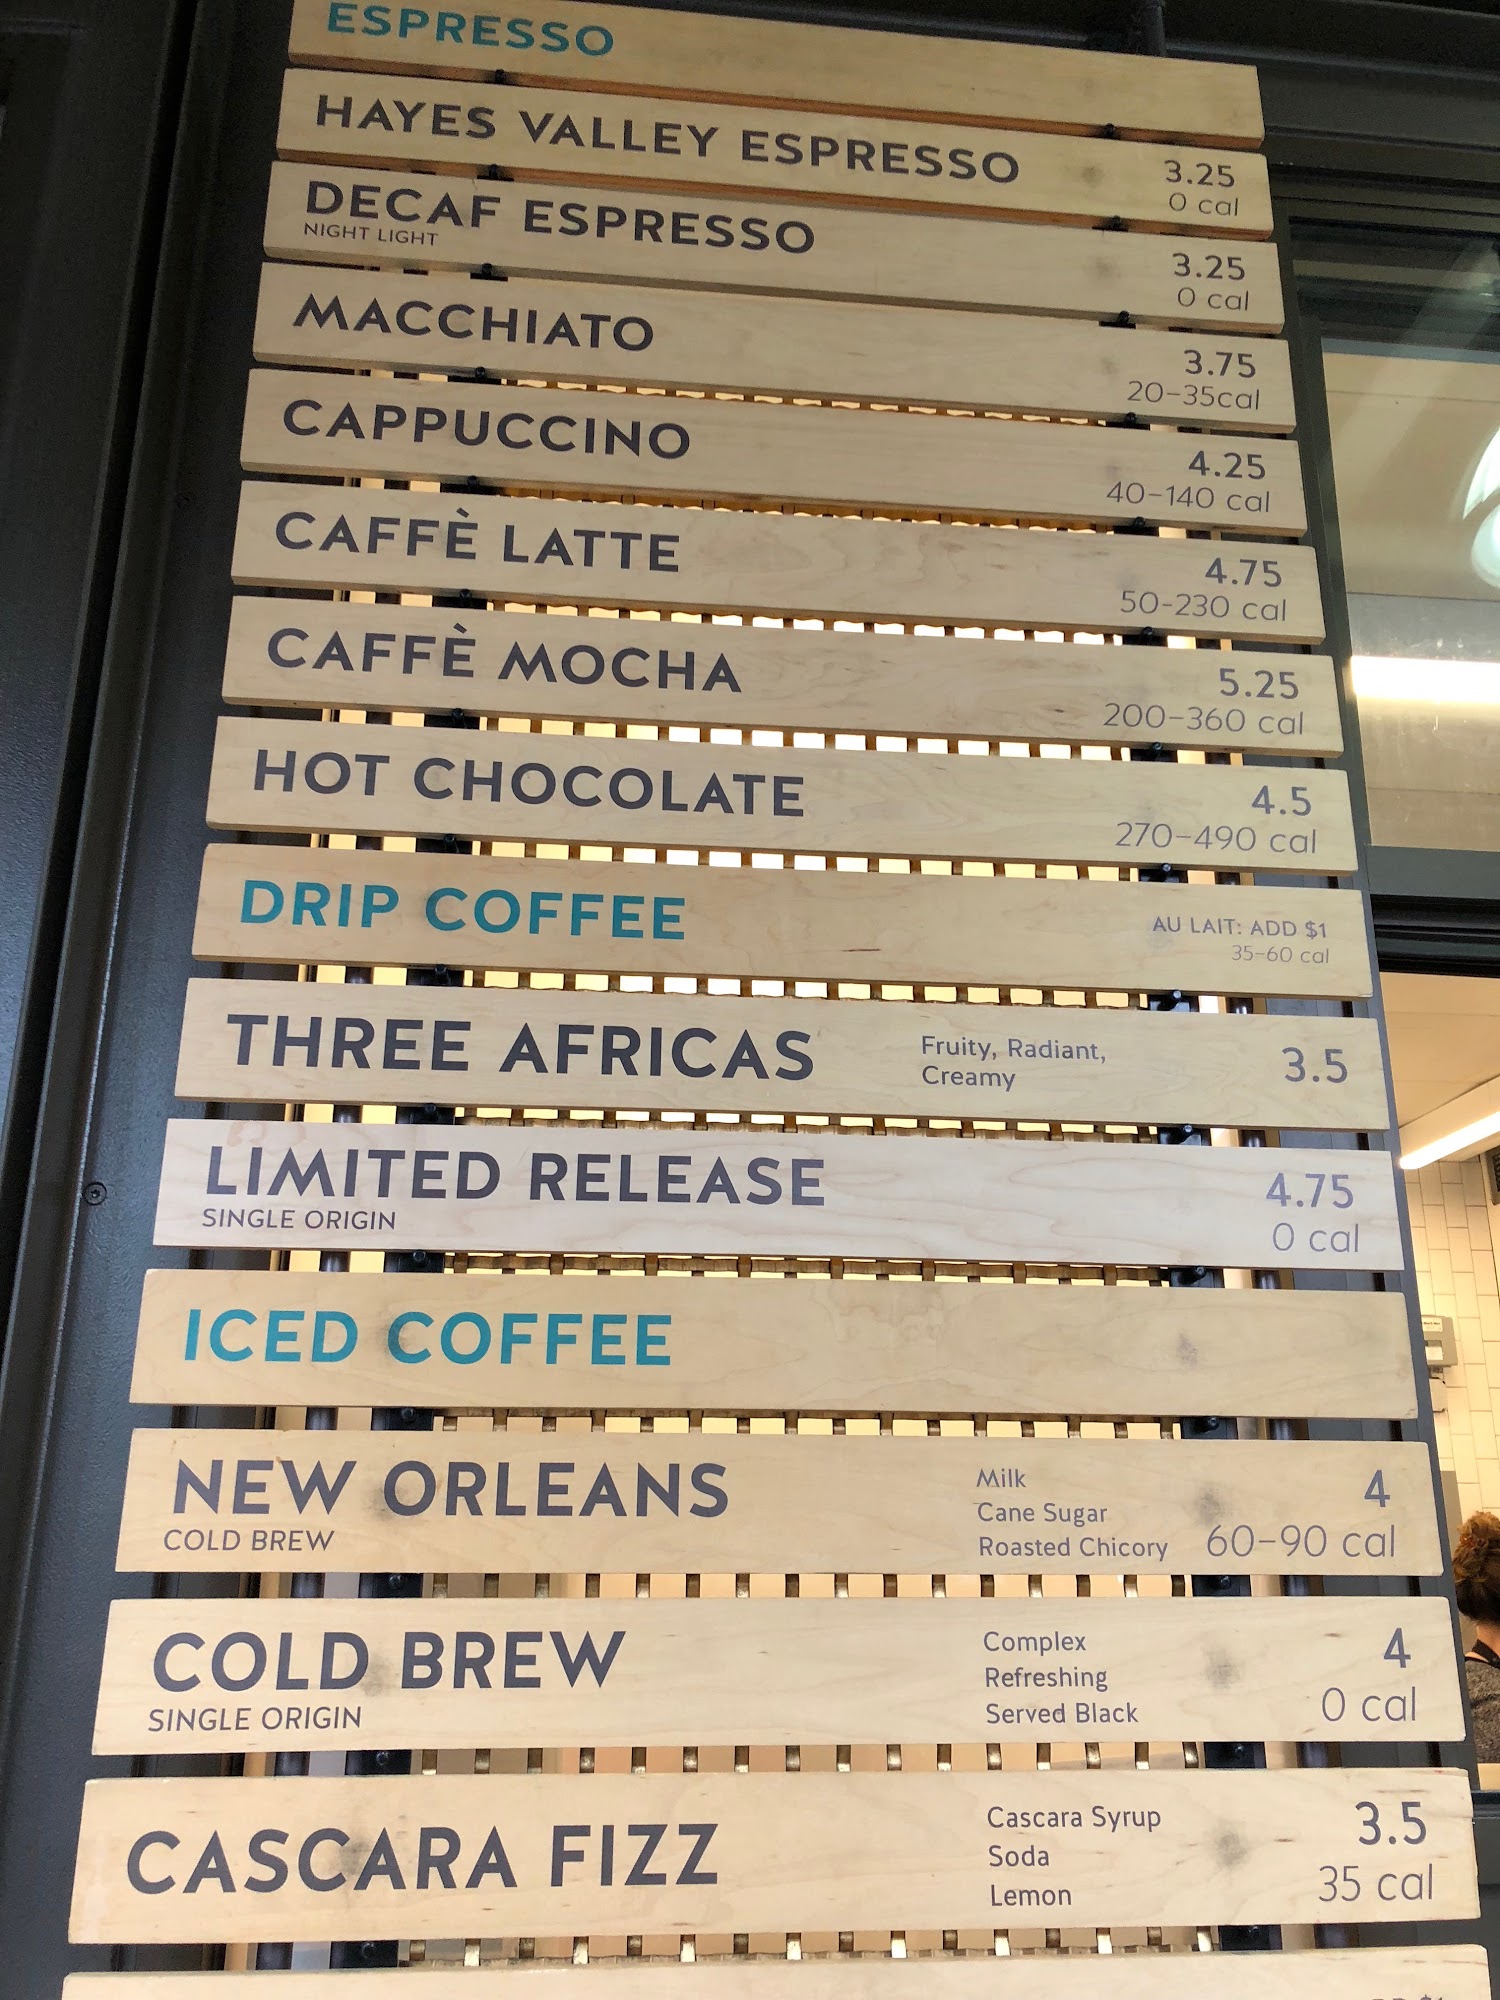 ESPRESSO
HAYES VALLEY ESPRESSO
3.25
0 cal
DECAF ESPRESSO
NIGHT LIGHT
3.25
0 cal
MACCHIATO
3.75
20-35cal
CAPPUCCINO
4.25
40-140 cal
CAFFÈ LATTE
4.75
50-230 cal
CAFFÈ MOCHA
5.25
200-360 cal
HOT CHOCOLATE
4.5
270-490 cal
DRIP COFFEE
AU LAIT: ADD $1
35-60 cal
THREE AFRICAS
Fruity, Radiant,
Creamy
3.5
LIMITED RELEASE
SINGLE ORIGIN
4.75
0 cal
ICED COFFEE
NEW ORLEANS
COLD BREW
Milk
Cane Sugar
Roasted Chicory
4
60-90 cal
COLD BREW
SINGLE ORIGIN
Complex
Refreshing
Served Black
4
0 cal
CASCARA FIZZ
Cascara Syrup
Soda
Lemon
3.5
35 cal